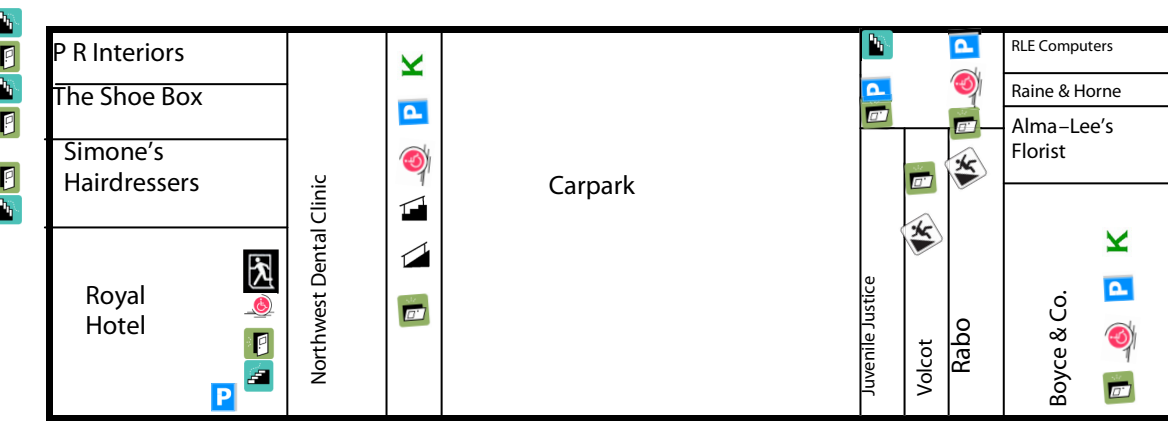 P R Interiors
The Shoe Box
Simone's
Hairdressers
Royal
Hotel
P
Northwest Dental Clinic
K
P
Carpark
P
Juvenile Justice
Volcot
P
Rabo
RLE Computers
Raine & Horne
Alma–Lee's
Florist
Boyce & Co.
K
P